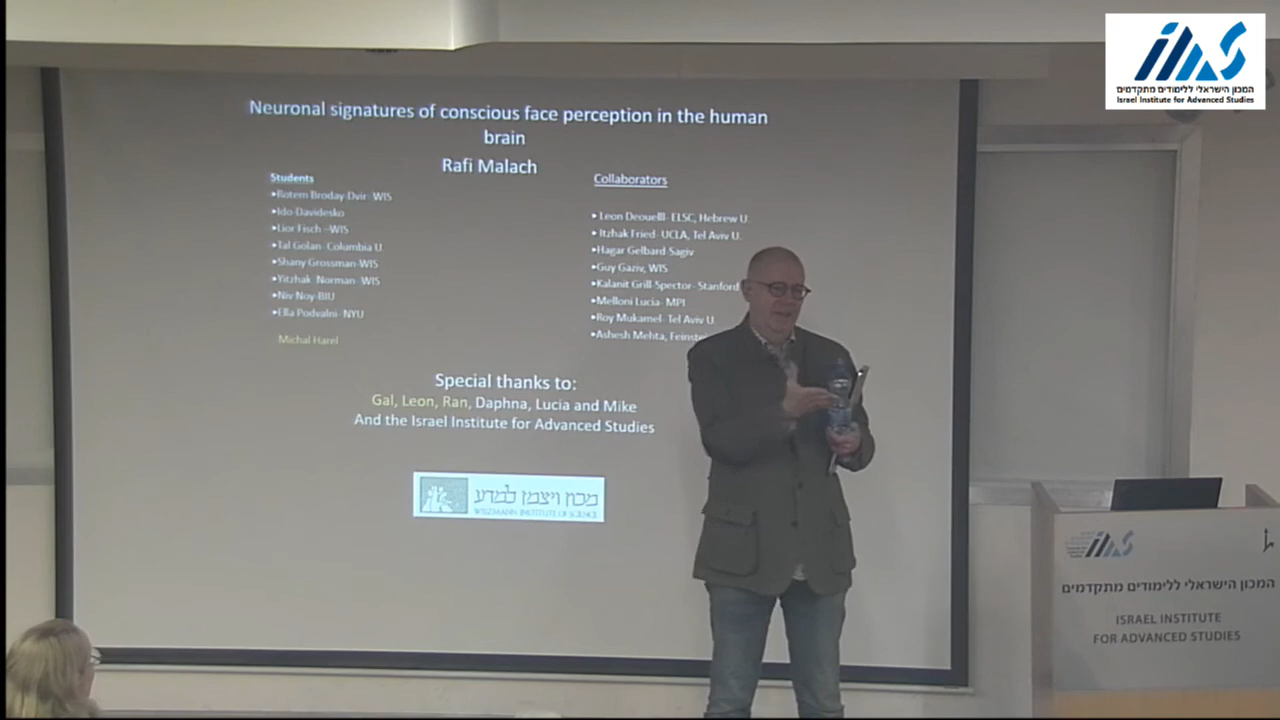 Neuronal signatures of conscious face perception in the human
brain
Rafi Malach
Students
▸Rotem Broday-Dvir- WIS
▸Ido Davidesko
▸Lior Fisch –WIS
▸Tal Golan- Columbia U
▸Shany Grossman-WIS
▸Yitzhak Norman-WIS
▸Niv Noy-BIU
▸Ella Podvalni- NYU
Michal Harel
Collaborators
▸Leon Deouelll- ELSC, Hebrew U.
▸Itzhak Fried- UCLA, Tel Aviv U.
▸Hagar Gelbard-Sagiv
▸Guy Gaziv, WIS
▸Kalanit Grill-Spector- Stanford
▸Melloni Lucia- MPI
▸Roy Mukamel- Tel Aviv U
▸Ashesh Mehta,
Special thanks to:
Gal, Leon, Ran, Daphna, Lucia and Mike
And the Israel Institute for Advanced Studies
מכון ויצמן למדע
WEIZMANN INSTITUTE OF SCIENCE
iias
המכון הישראלי ללימודים מתקדמים
Israel Institute for Advanced Studies
iias
המכון הישראלי ללימודים מתקדמים
ISRAEL INSTITUTE
FOR ADVANCED STUDIES